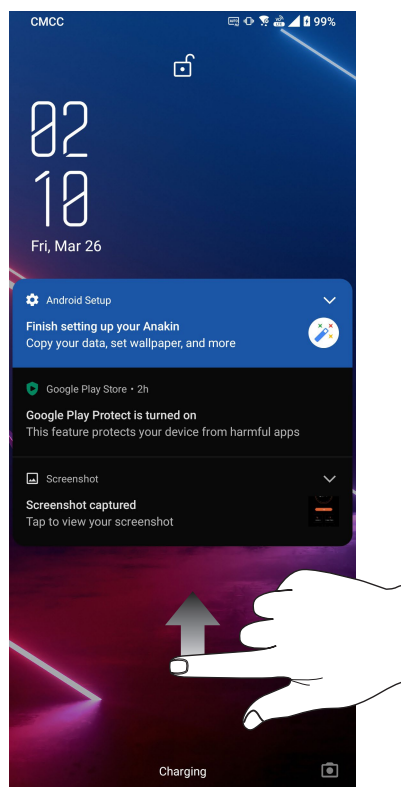 CMCC 99%
02
10
Fri, Mar 26
Android Setup
Finish setting up your Anakin
Copy your data, set wallpaper, and more
Google Play Store • 2h
Google Play Protect is turned on
This feature protects your device from harmful apps
Screenshot
Screenshot captured
Tap to view your screenshot
Charging